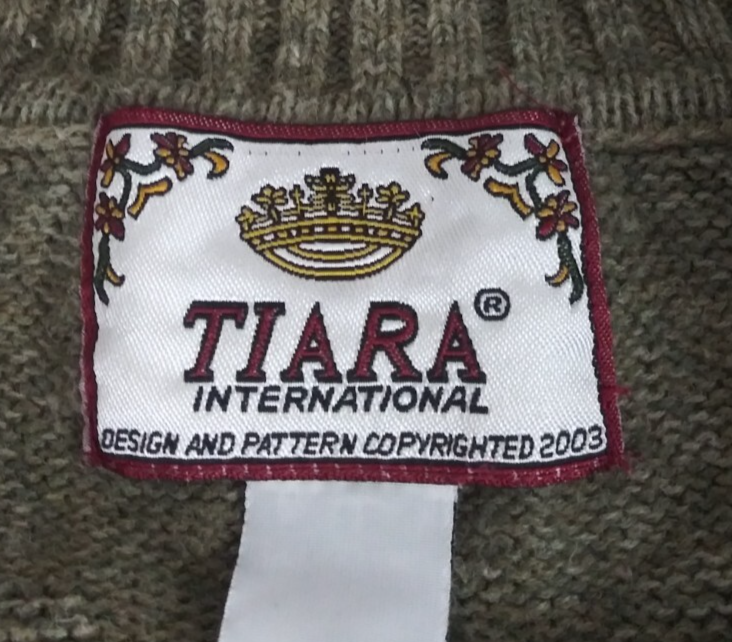 TIARA®
INTERNATIONAL
DESIGN AND PATTERN COPYRIGHTED 2003